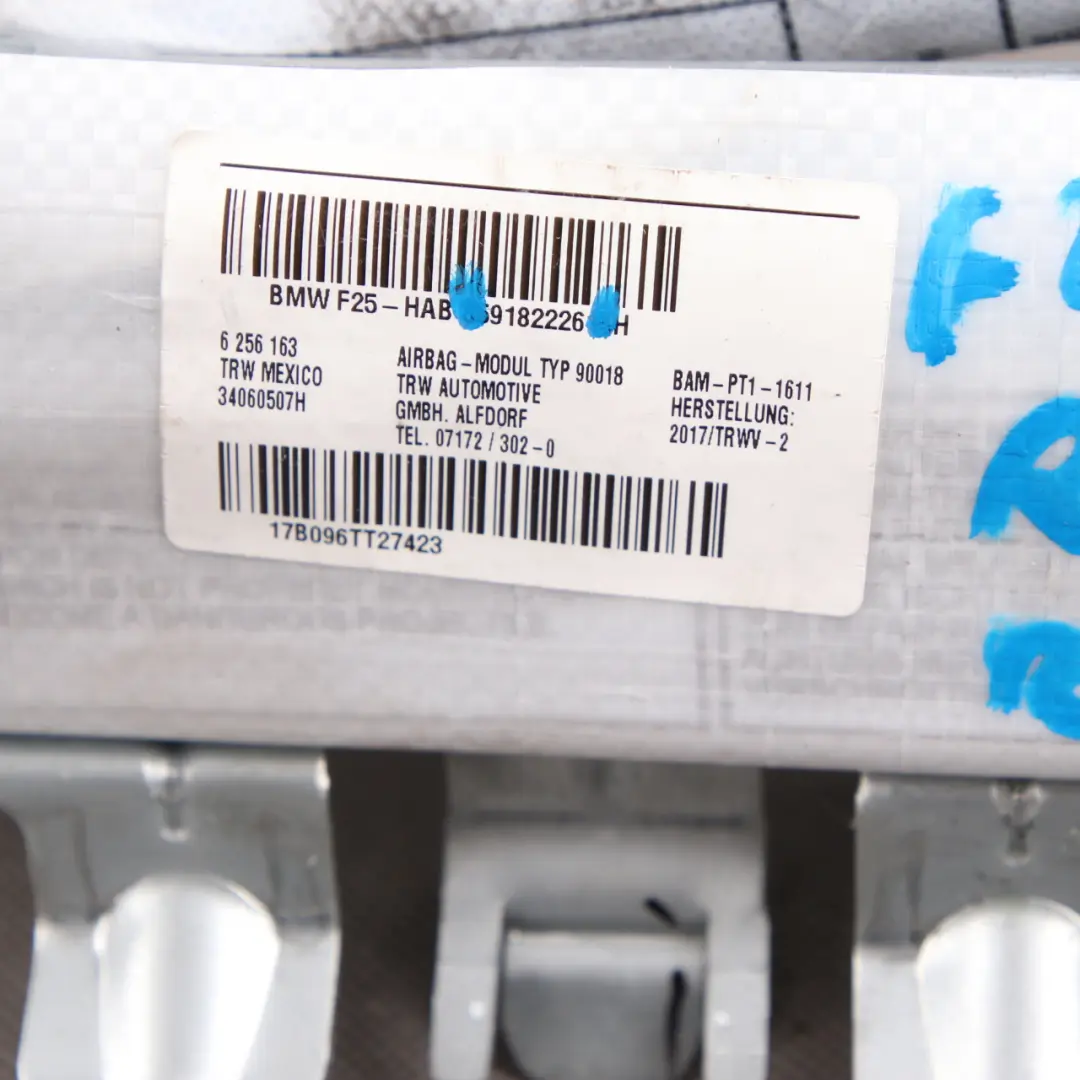 BMW F25 – HAB
6 256 163
TRW MEXICO
34060507H
AIRBAG – MODUL TYP 90018
TRW AUTOMOTIVE
GMBH. ALFDORF
TEL. 07172 / 302 – 0
BAM – PT1 – 1611
HERSTELLUNG:
2017/TRWV – 2
17B096TT27423